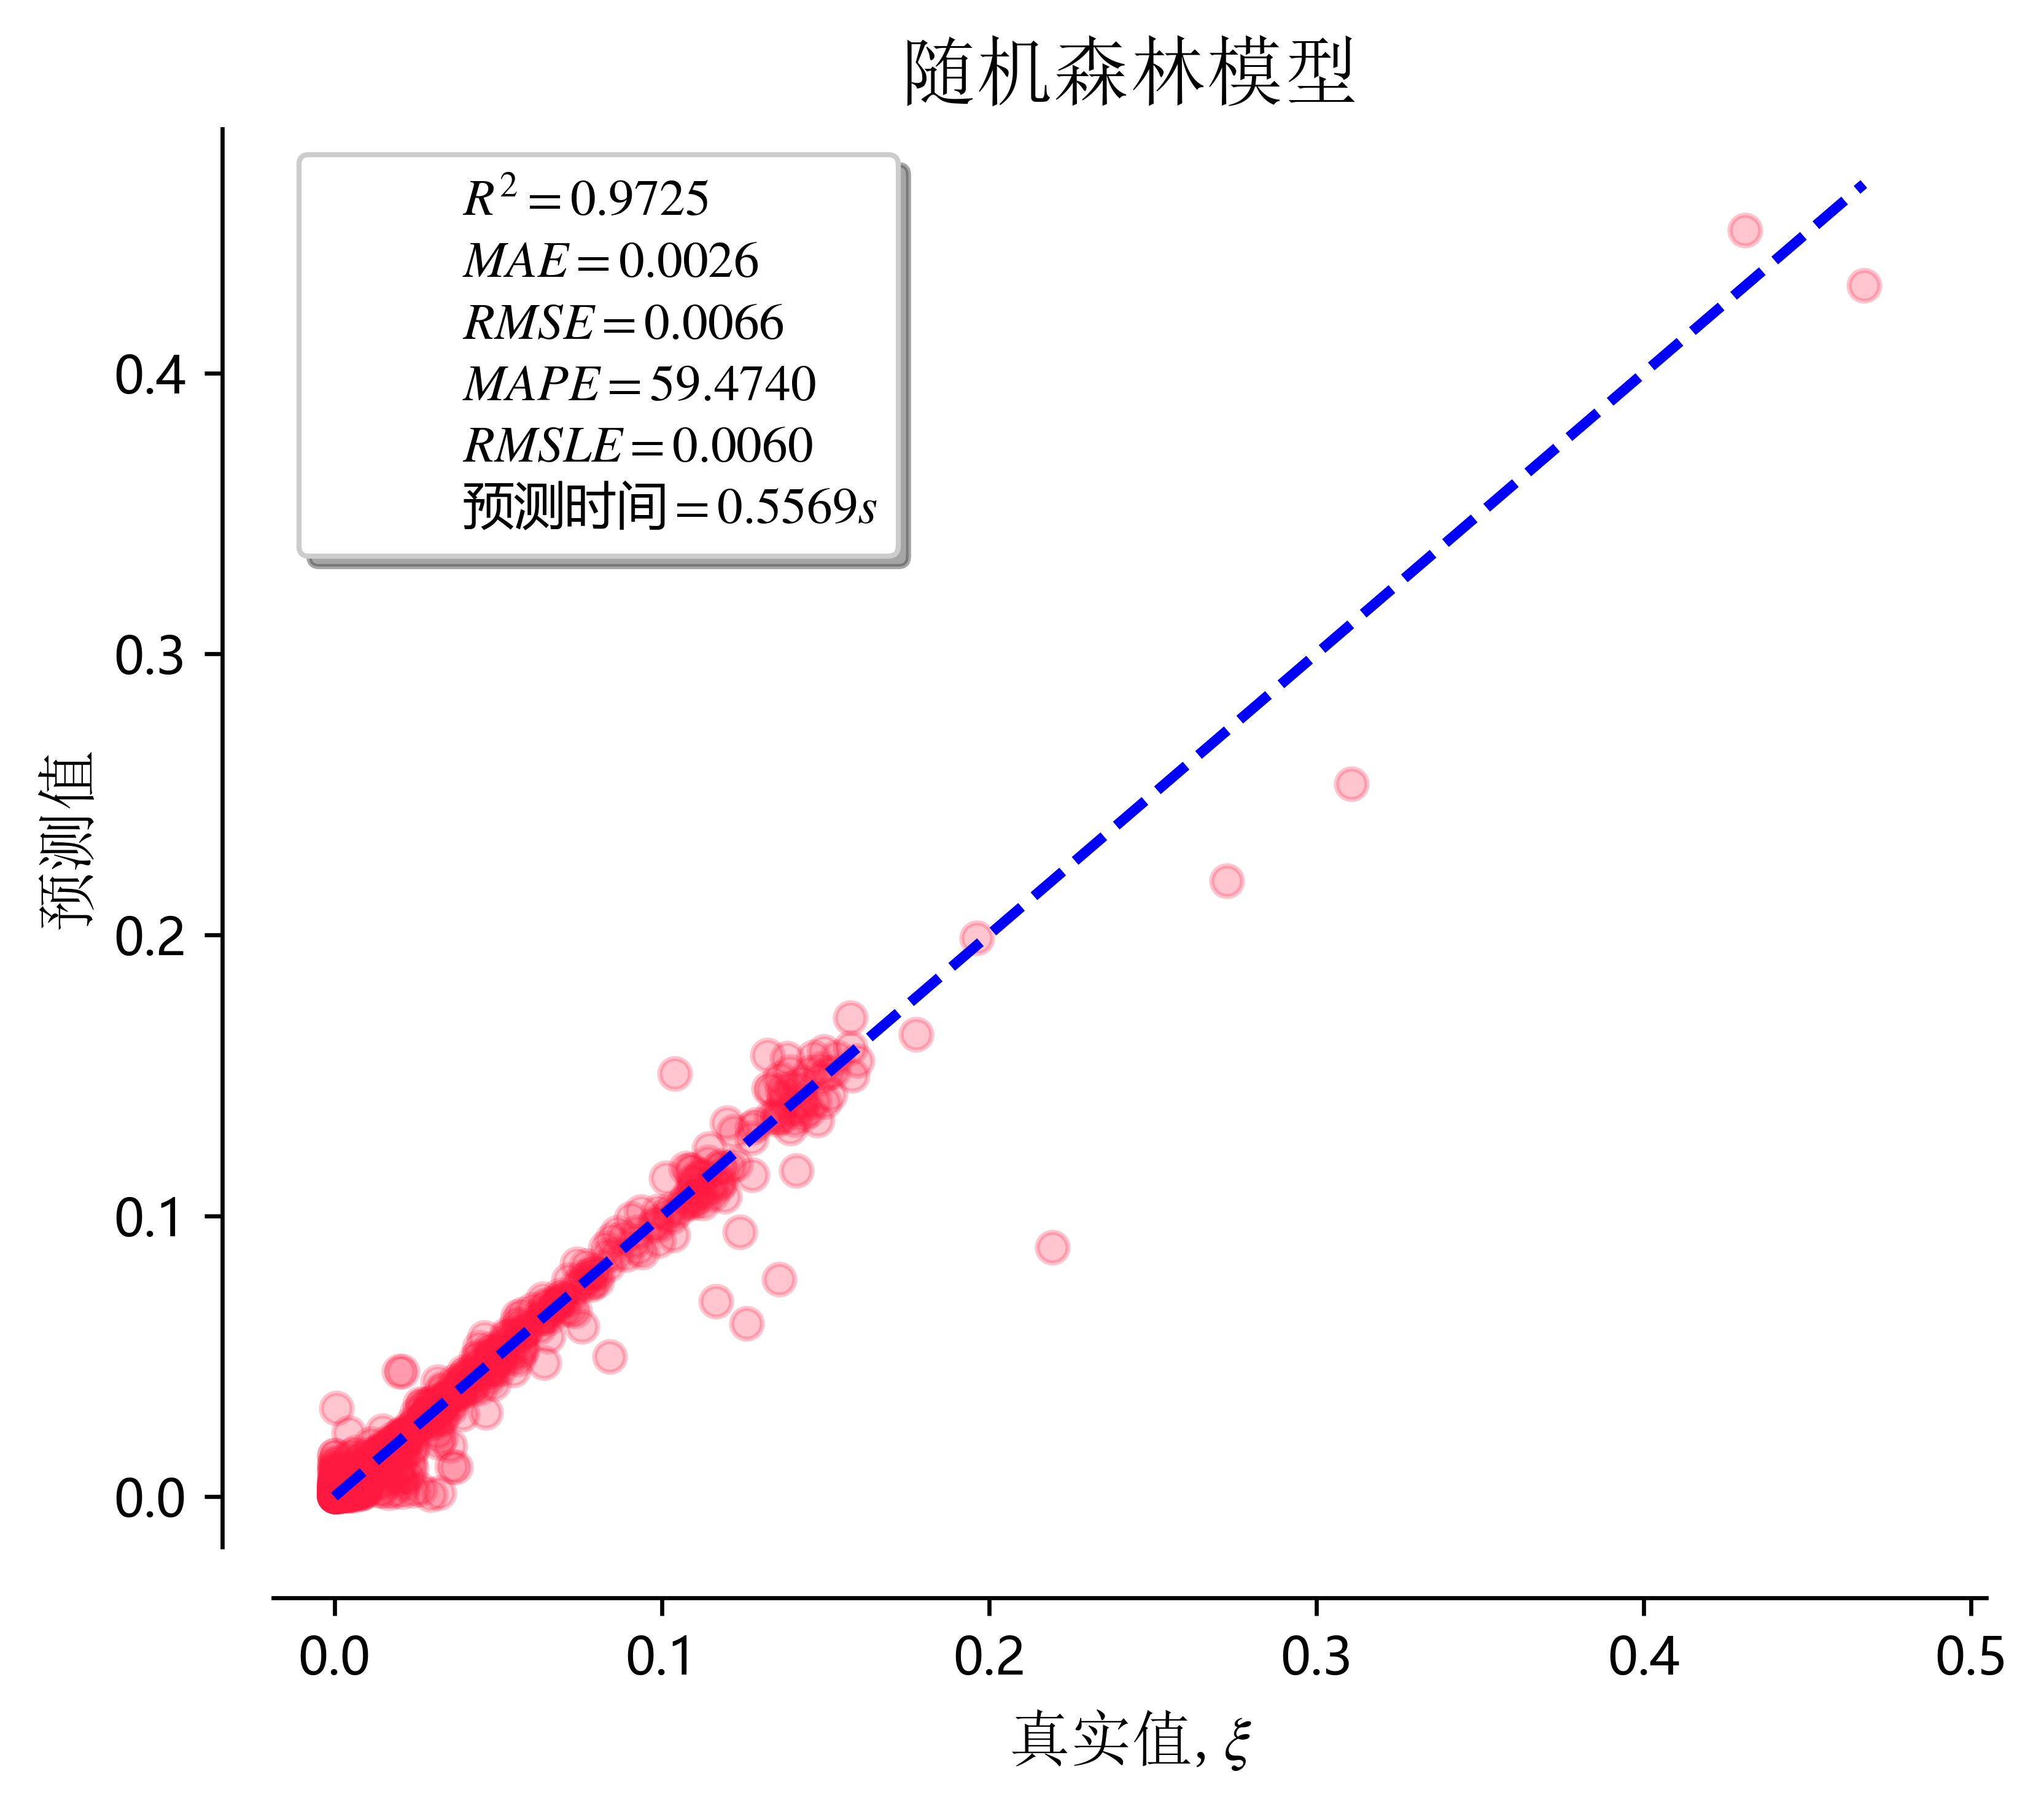 随机森林模型
R² = 0.9725
MAE = 0.0026
RMSE = 0.0066
MAPE = 59.4740
RMSLE = 0.0060
预测时间 = 0.5569s
预测值
0.4
0.3
0.2
0.1
0.0
0.0 0.1 0.2 0.3 0.4 0.5
真实值, ξ